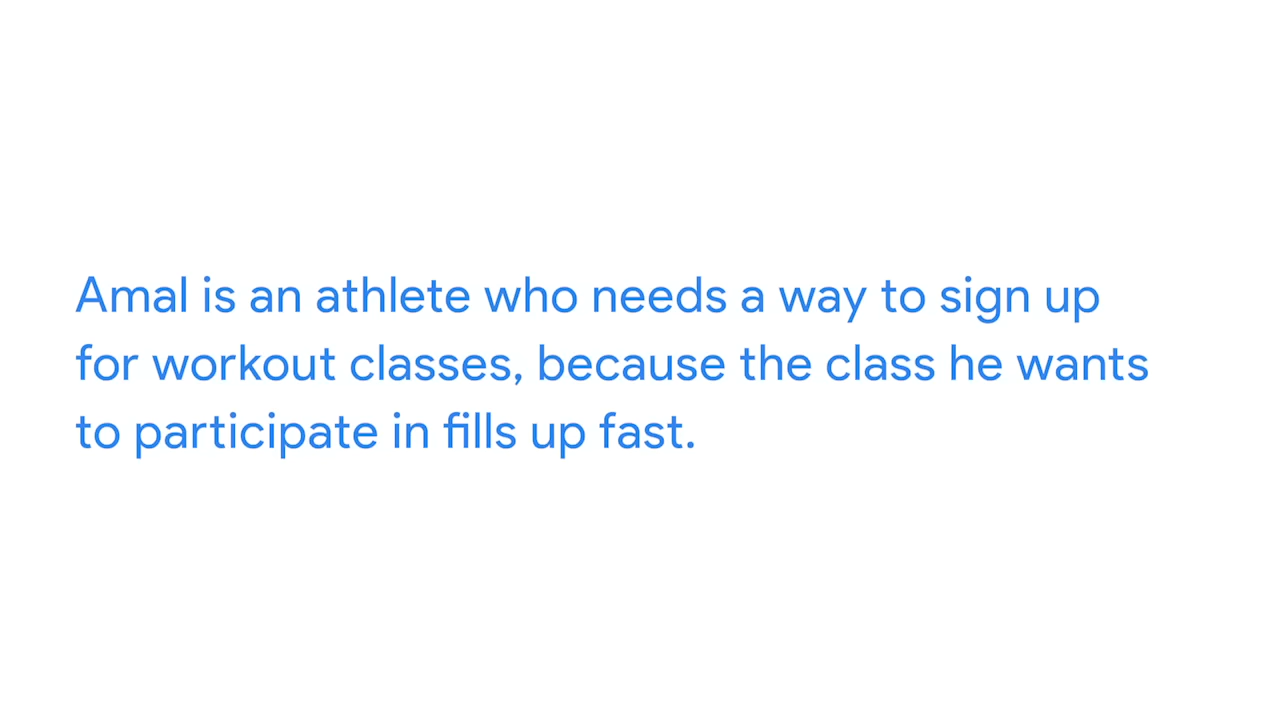 Amal is an athlete who needs a way to sign up
for workout classes, because the class he wants
to participate in fills up fast.